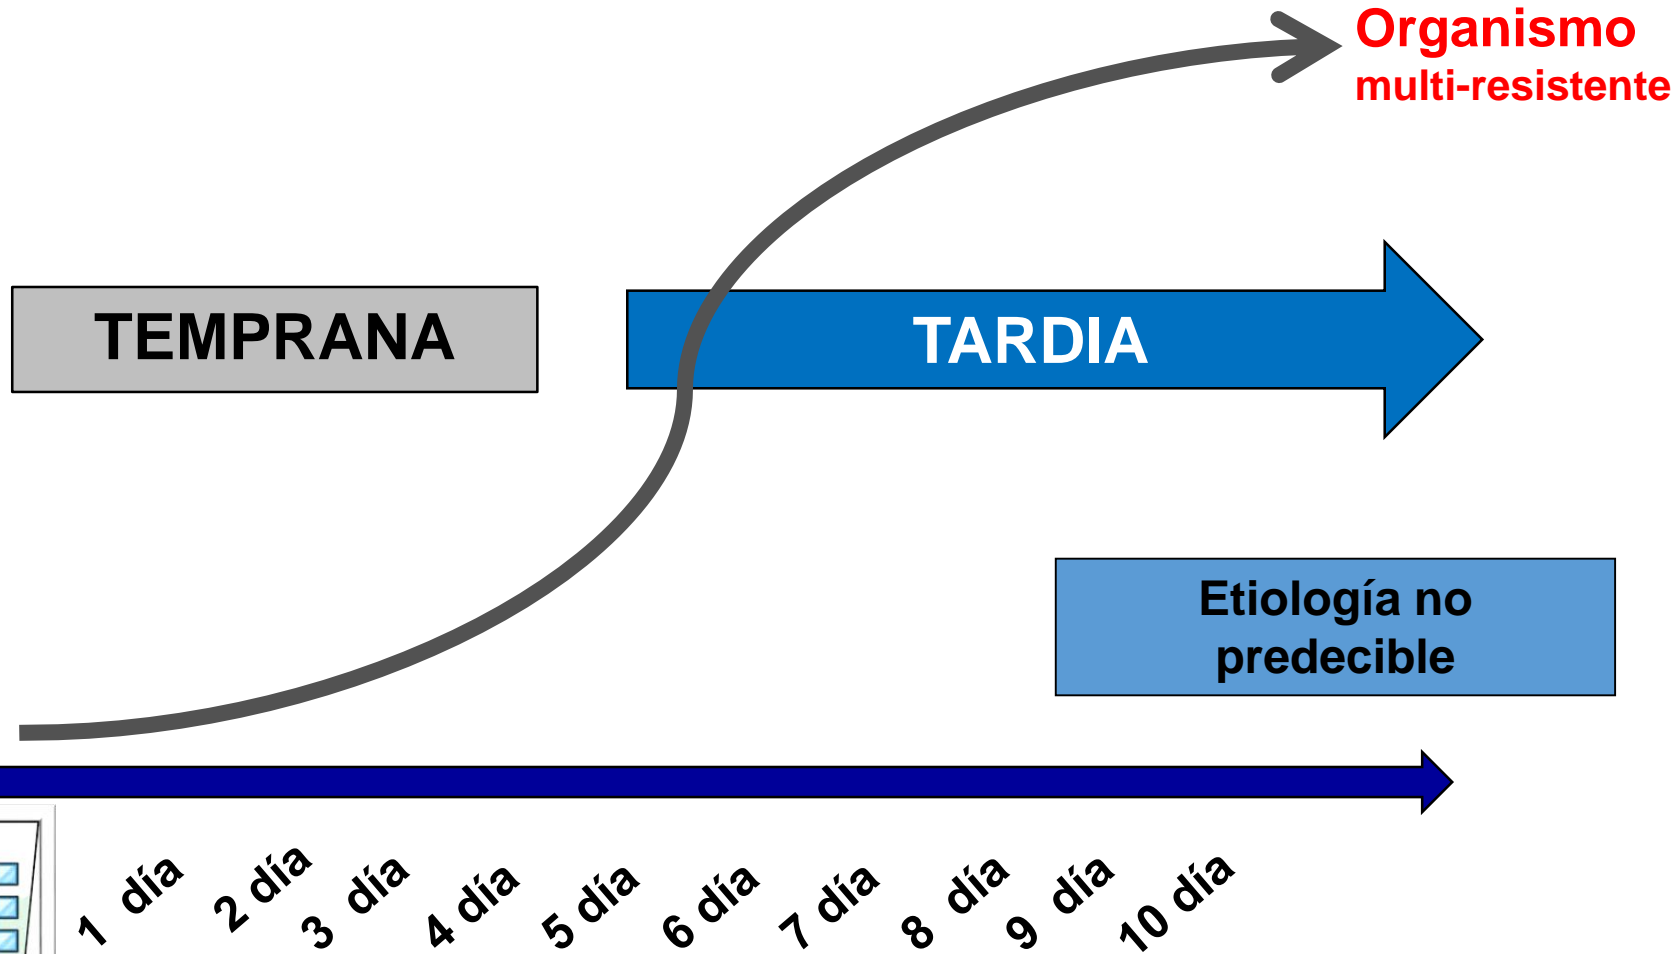 Organismo
multi-resistente
TEMPRANA
TARDIA
Etiología no
predecible
1 día
2 día
3 día
4 día
5 día
6 día
7 día
8 día
9 día
10 día